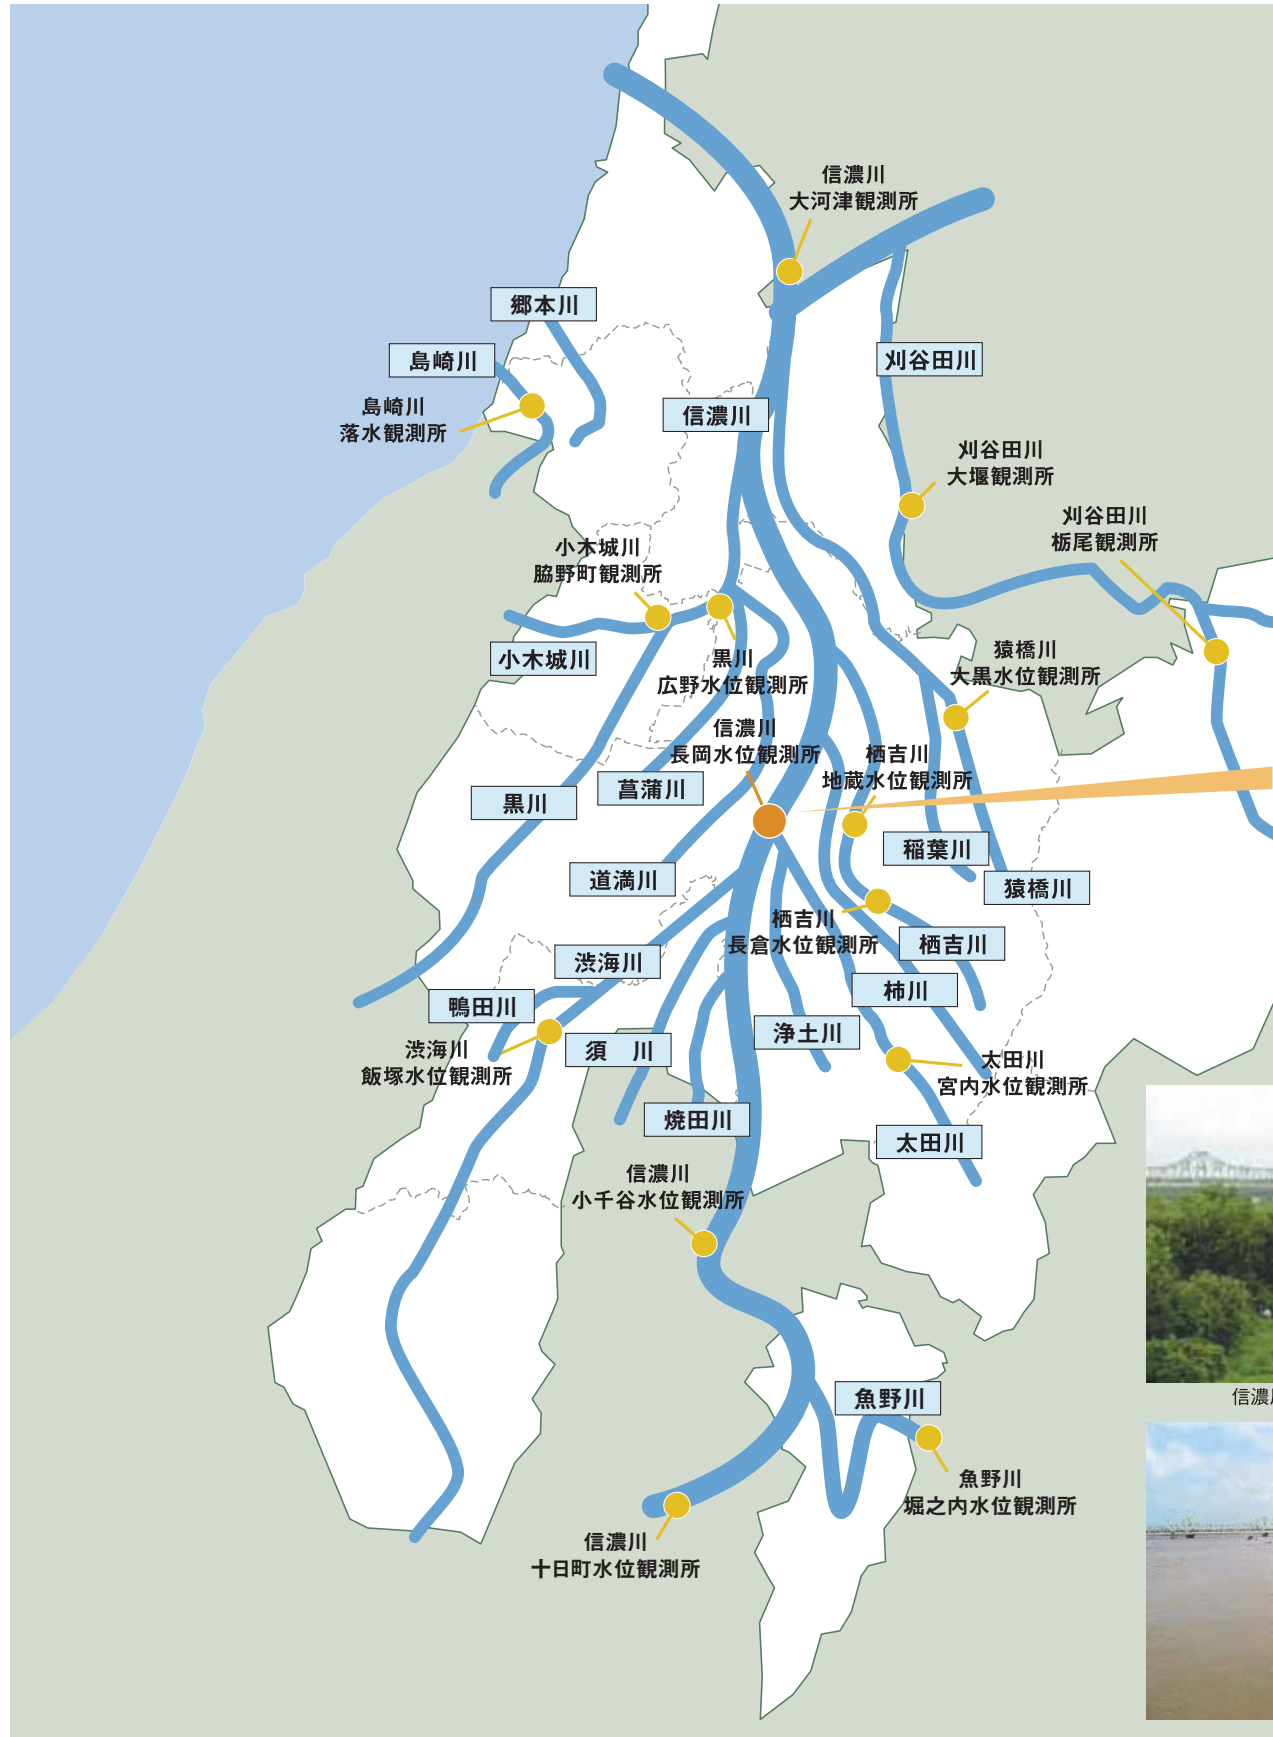 信濃川
大河津観測所
郷本川
島崎川
刈谷田川
島崎川
落水観測所
信濃川
刈谷田川
大堰観測所
刈谷田川
栃尾観測所
小木城川
脇野町観測所
小木城川
黒川
広野水位観測所
猿橋川
大黒水位観測所
信濃川
長岡水位観測所
栖吉川
地蔵水位観測所
菖蒲川
黒川
稲葉川
道満川
猿橋川
栖吉川
長倉水位観測所
栖吉川
渋海川
柿川
鴨田川
浄土川
須　川
渋海川
飯塚水位観測所
太田川
宮内水位観測所
焼田川
太田川
信濃川
小千谷水位観測所
魚野川
信濃
魚野川
堀之内水位観測所
信濃川
十日町水位観測所